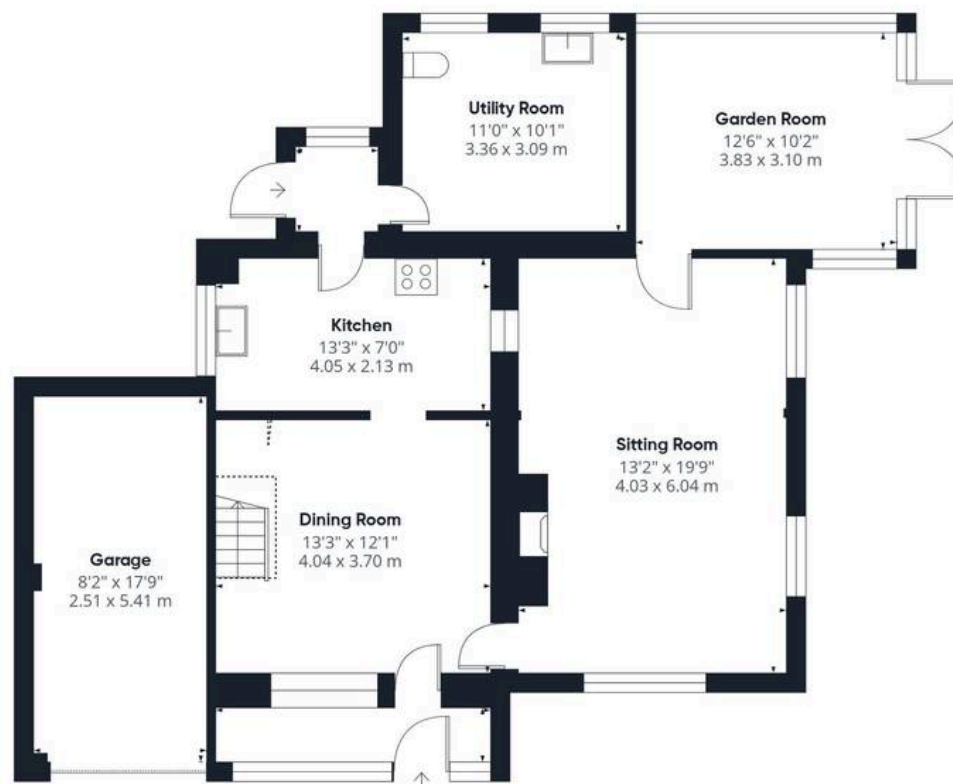 Utility Room
11'0" x 10'1"
3.36 x 3.09 m
Garden Room
12'6" x 10'2"
3.83 x 3.10 m
Kitchen
13'3" x 7'0"
4.05 x 2.13 m
Sitting Room
13'2" x 19'9"
4.03 x 6.04 m
Dining Room
13'3" x 12'1"
4.04 x 3.70 m
Garage
8'2" x 17'9"
2.51 x 5.41 m